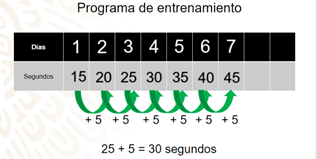 Programa de entrenamiento
Días 1 2 3 4 5 6 7
Segundos 15 20 25 30 35 40 45
+ 5 + 5 + 5 + 5 + 5 + 5
25 + 5 = 30 segundos